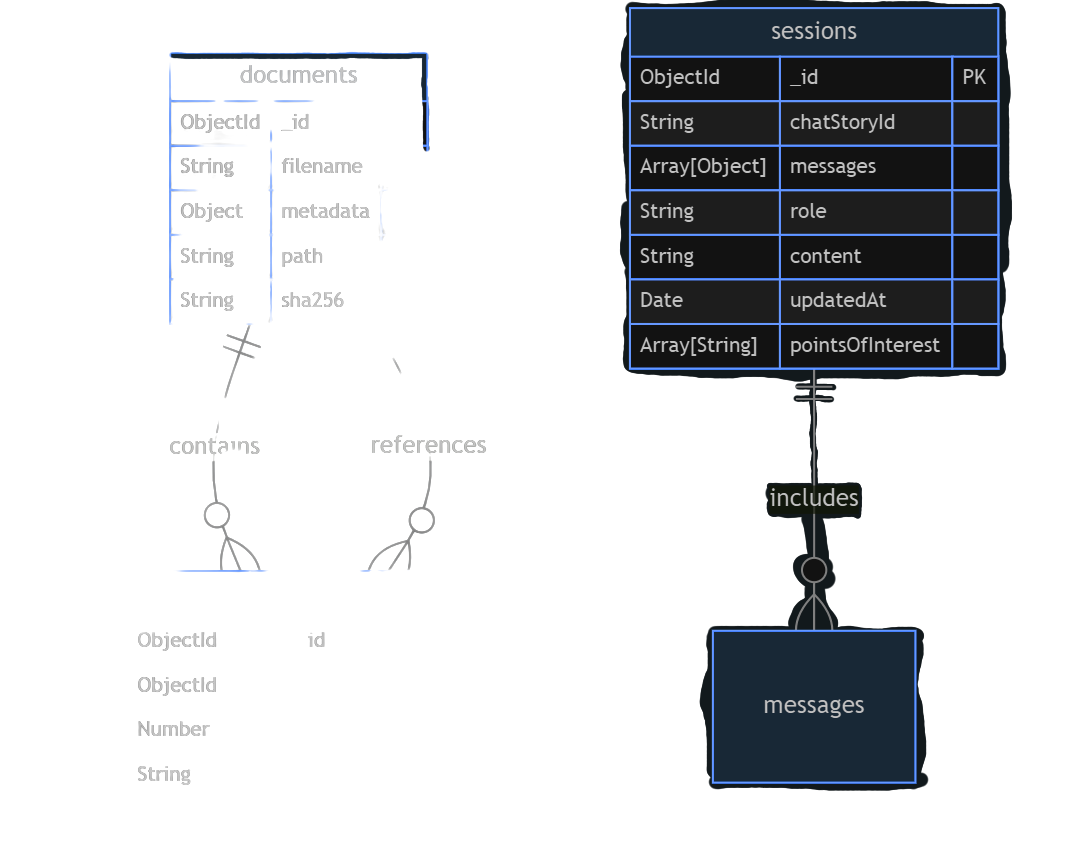 documents
ObjectId _id
String filename
Object metadata
String path
String sha256
contains
references
ObjectId id
ObjectId
Number
String
sessions
ObjectId _id PK
String chatStoryId
Array[Object] messages
String role
String content
Date updatedAt
Array[String] pointsOfInterest
includes
messages